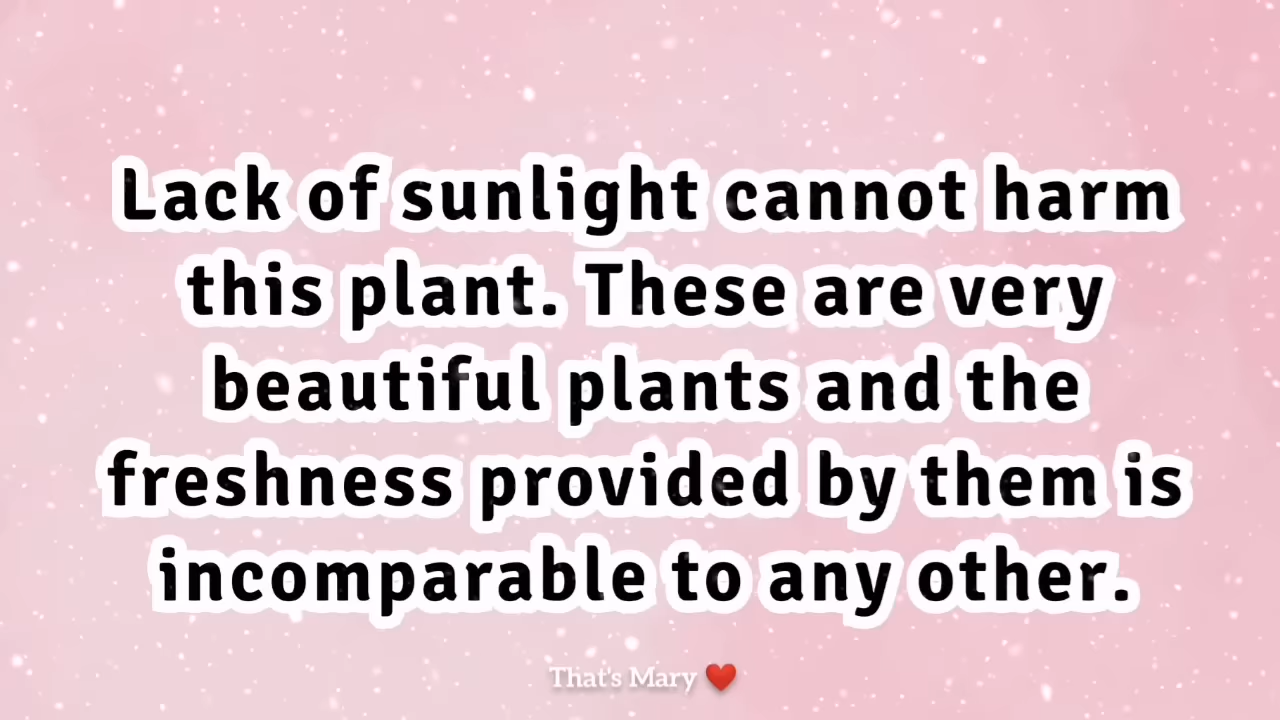 Lack of sunlight cannot harm
this plant. These are very
beautiful plants and the
freshness provided by them is
incomparable to any other.
That's Mary ❤️